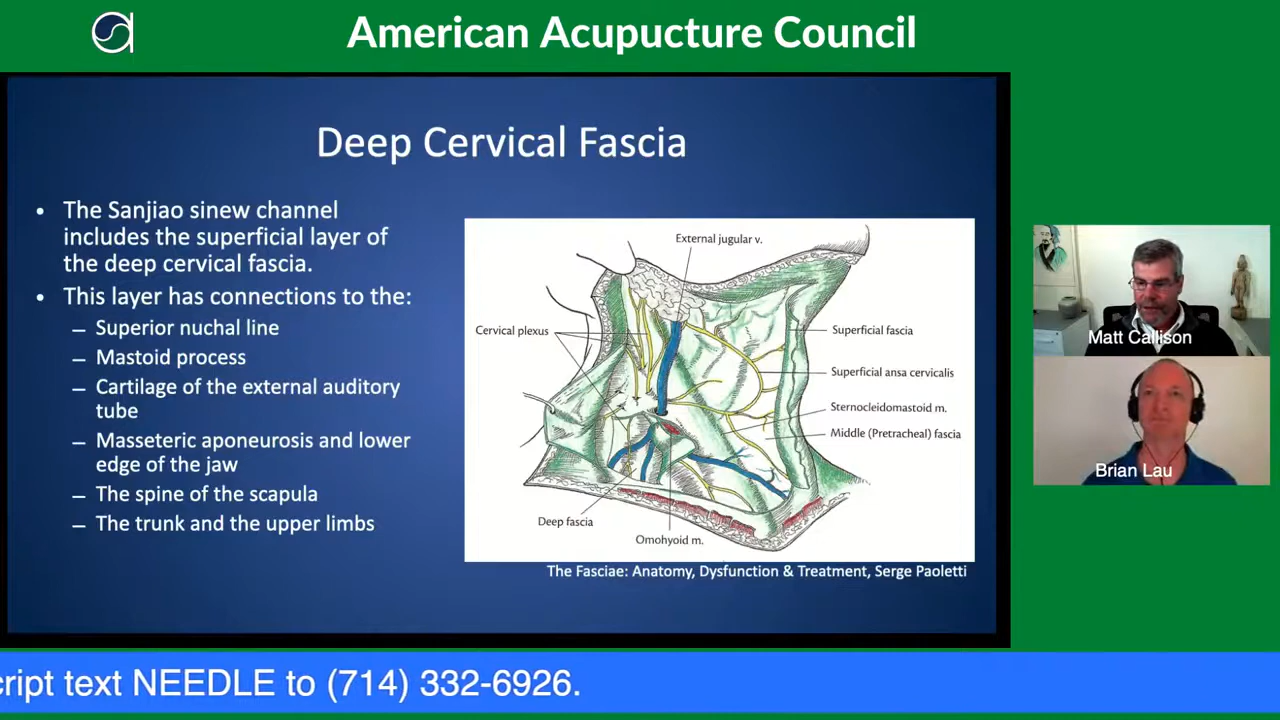 American Acupucture Council
Deep Cervical Fascia
• The Sanjiao sinew channel
includes the superficial layer of
the deep cervical fascia.
• This layer has connections to the:
– Superior nuchal line
– Mastoid process
– Cartilage of the external auditory
tube
– Masseteric aponeurosis and lower
edge of the jaw
– The spine of the scapula
– The trunk and the upper limbs
External jugular v.
Cervical plexus
Superficial fascia
Superficial ansa cervicalis
Sternocleidomastoid m.
Middle (Pretracheal) fascia
Deep fascia
Omohyoid m.
The Fasciae: Anatomy, Dysfunction & Treatment, Serge Paoletti
Matt Callison
Brian Lau
cript text NEEDLE to (714) 332-6926.